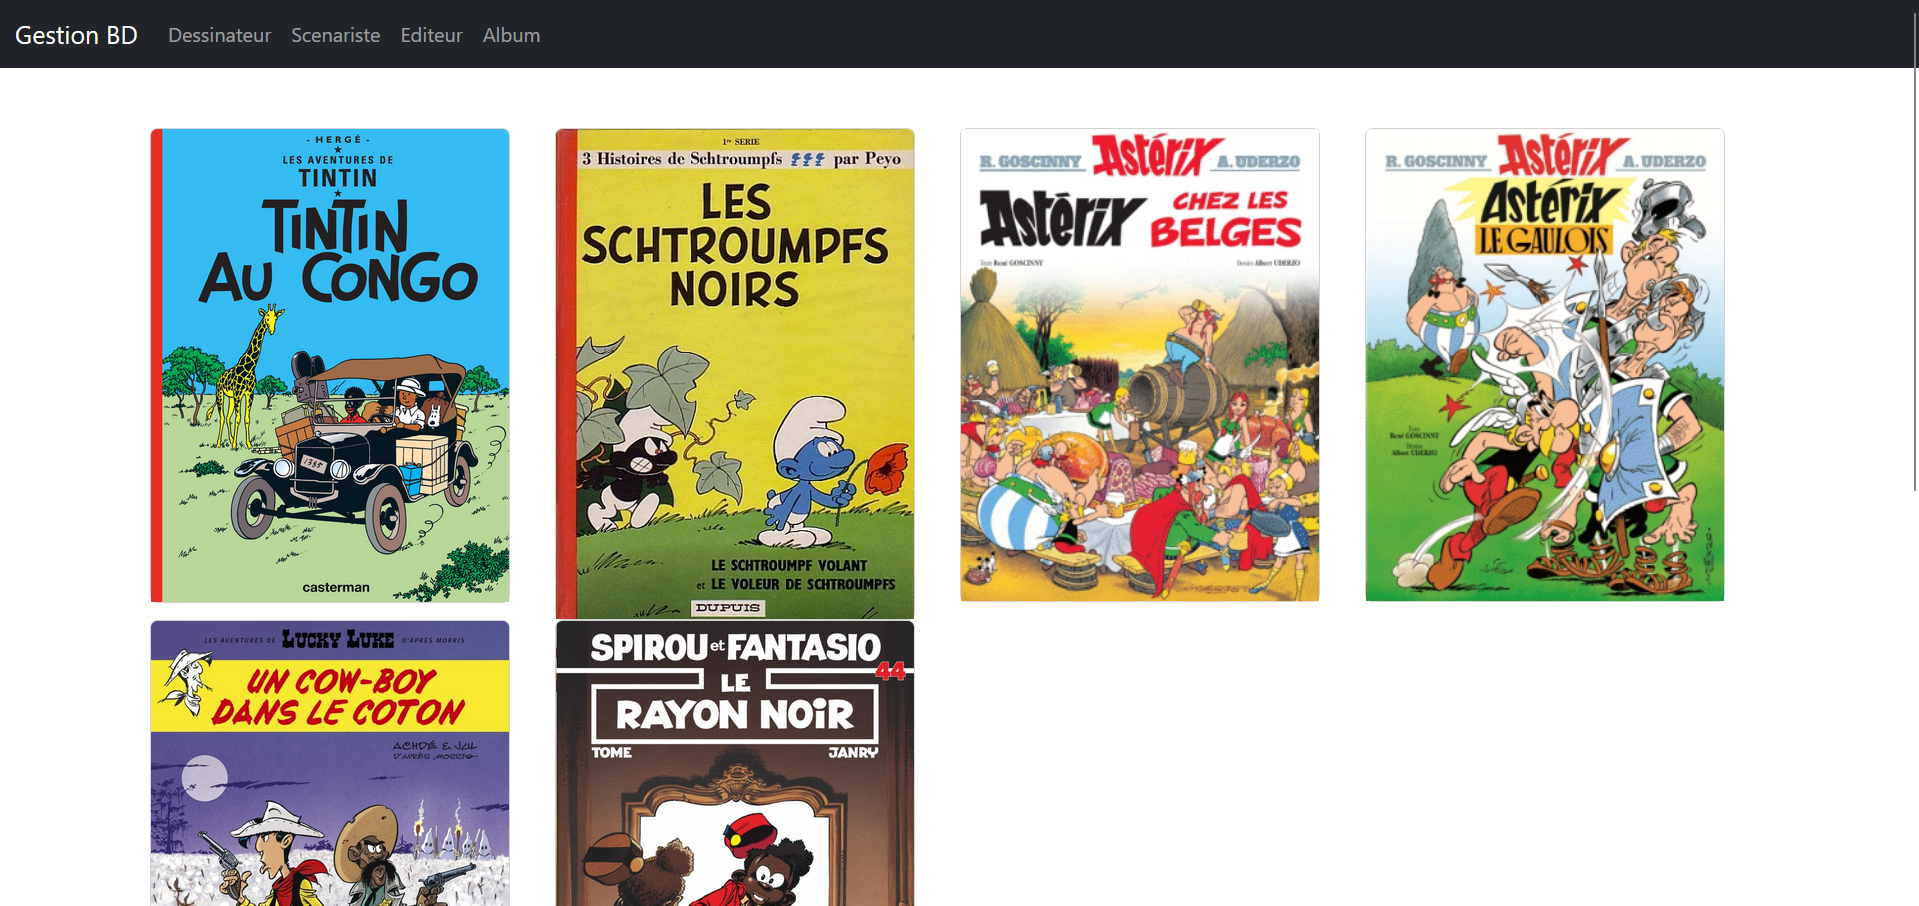 Gestion BD Dessinateur Scenariste Editeur Album
- HERGÉ -
LES AVENTURES DE
TINTIN
TINTIN
AU CONGO
1385
casterman
1re SERIE
3 Histoires de Schtroumpfs par Peyo
LES
SCHTROUMPFS
NOIRS
LE SCHTROUMPF VOLANT
et LE VOLEUR DE SCHTROUMPFS
DUPUIS
R. GOSCINNY Astérix A. UDERZO
Astérix CHEZ LES
BELGES
Texte René GOSCINNY Dessin Albert UDERZO
R. GOSCINNY Astérix A. UDERZO
Astérix
LE GAULOIS
Texte
René GOSCINNY
Dessin
Albert UDERZO
LES AVENTURES DE LUCKY LUKE D'APRÈS MORRIS
UN COW-BOY
DANS LE COTON
ACHDÉ & JUL
D'APRÈS MORRIS
SPIROU et FANTASIO
44
LE
RAYON NOIR
TOME JANRY